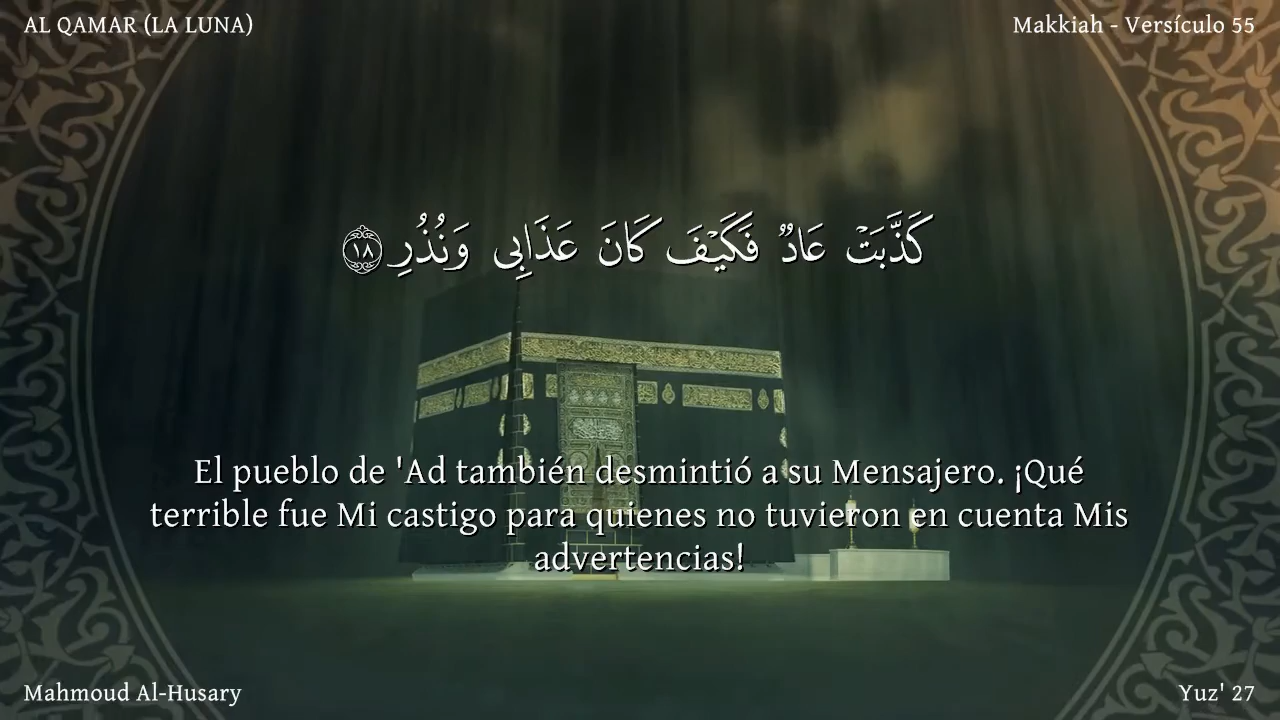 AL QAMAR (LA LUNA)
Makkiah - Versículo 55
كَذَّبَتۡ عَادٌ فَكَيۡفَ كَانَ عَذَابِي وَنُذُرِ ١٨
El pueblo de 'Ad también desmintió a su Mensajero. ¡Qué
terrible fue Mi castigo para quienes no tuvieron en cuenta Mis
advertencias!
Mahmoud Al-Husary
Yuz' 27